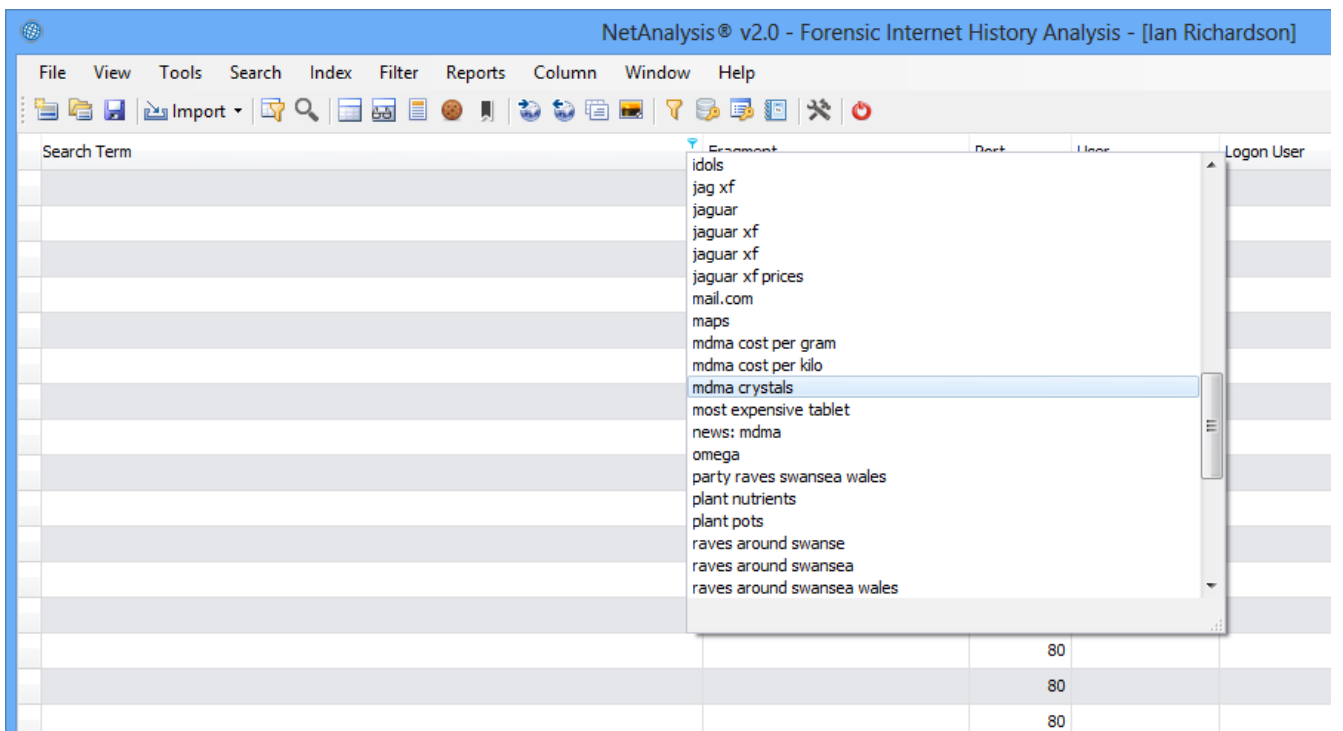 NetAnalysis® v2.0 - Forensic Internet History Analysis - [Ian Richardson]
File View Tools Search Index Filter Reports Column Window Help
Import
Search Term Fragment Port User Logon User
idols
jag xf
jaguar
jaguar xf
jaguar xf
jaguar xf prices
mail.com
maps
mdma cost per gram
mdma cost per kilo
mdma crystals
most expensive tablet
news: mdma
omega
party raves swansea wales
plant nutrients
plant pots
raves around swanse
raves around swansea
raves around swansea wales
80
80
80